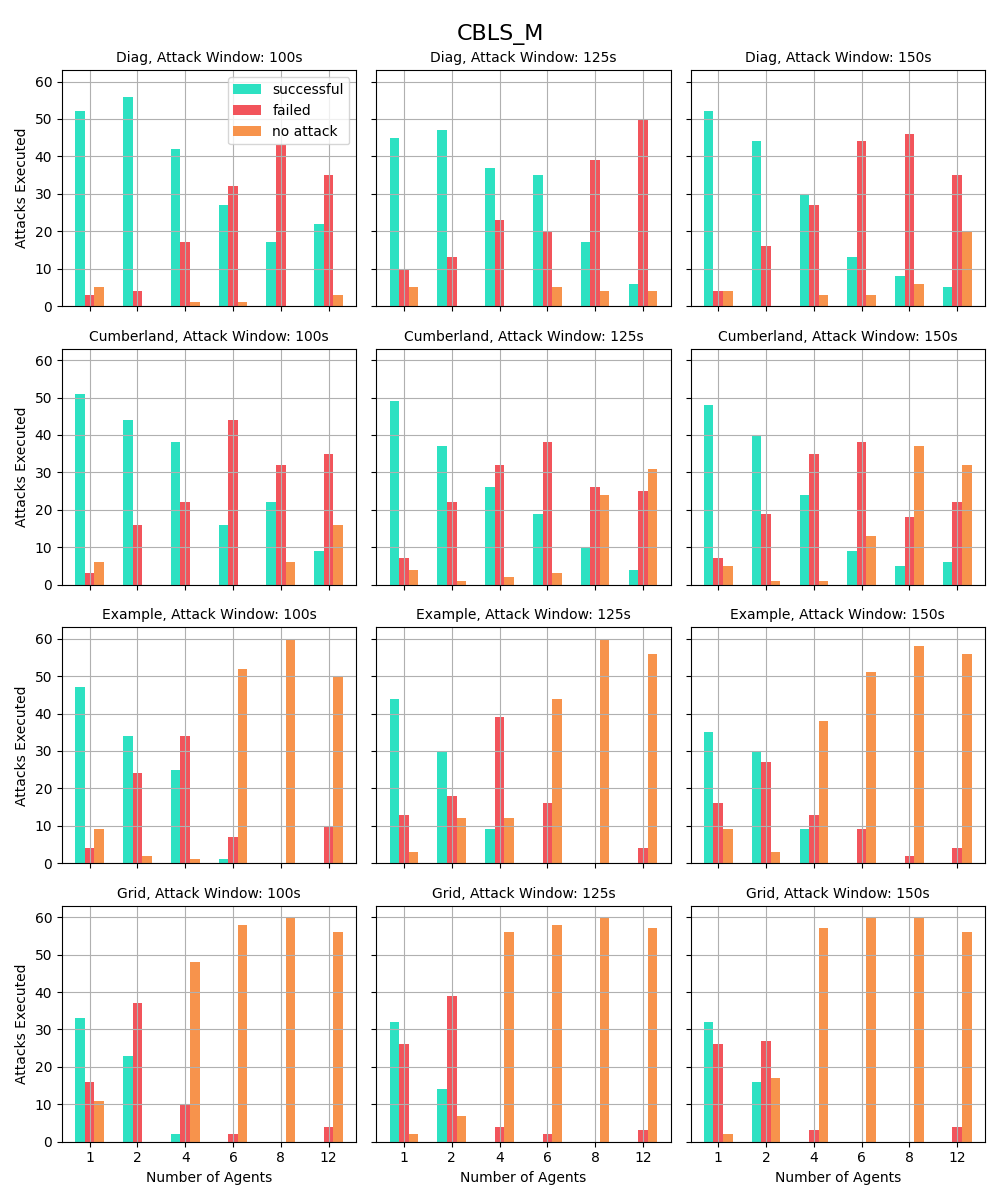 CBLS_M
Diag, Attack Window: 100s
Diag, Attack Window: 125s
Diag, Attack Window: 150s
successful
failed
no attack
60
50
40
30
20
10
0
Attacks Executed
Cumberland, Attack Window: 100s
Cumberland, Attack Window: 125s
Cumberland, Attack Window: 150s
60
50
40
30
20
10
0
Attacks Executed
Example, Attack Window: 100s
Example, Attack Window: 125s
Example, Attack Window: 150s
60
50
40
30
20
10
0
Attacks Executed
Grid, Attack Window: 100s
Grid, Attack Window: 125s
Grid, Attack Window: 150s
60
50
40
30
20
10
0
Attacks Executed
1 2 4 6 8 12
1 2 4 6 8 12
1 2 4 6 8 12
Number of Agents
Number of Agents
Number of Agents